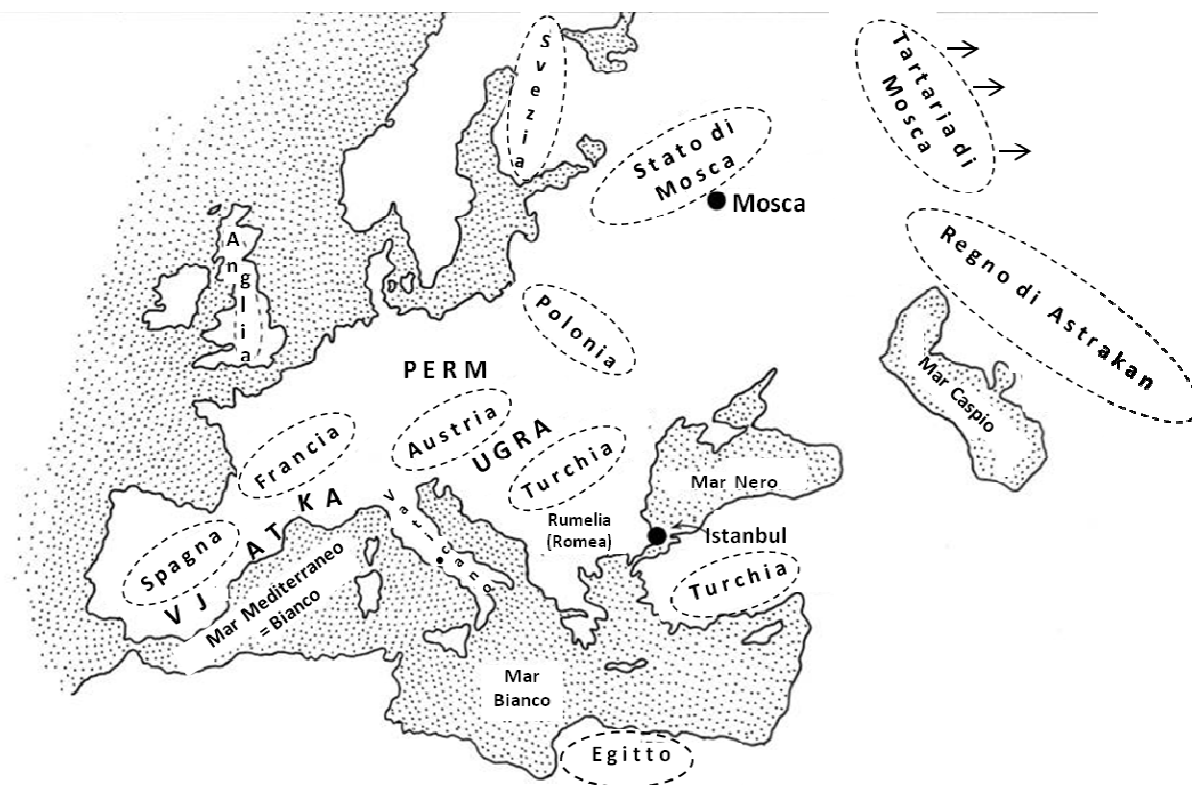 Svezia
Tartaria di
Mosca
Stato di
Mosca
Mosca
Anglia
Regno di Astrakan
Polonia
Mar Caspio
PERM
Austria
Francia
UGRA
Turchia
Mar Nero
VJATKA
Vaticano
Rumelia
(Romea)
Istanbul
Spagna
Turchia
Mar Mediterraneo
=Bianco
Mar
Bianco
Egitto